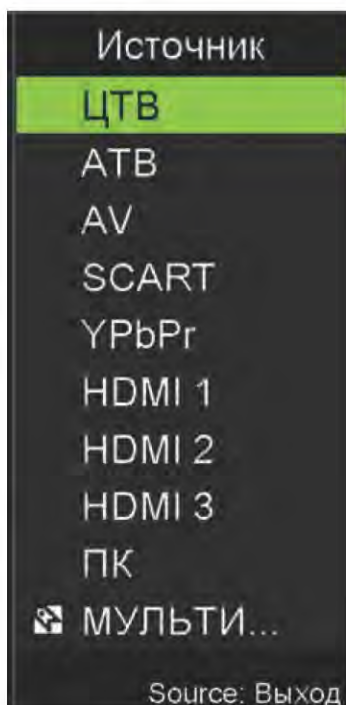 Источник
ЦТВ
АТВ
AV
SCART
YPbPr
HDMI 1
HDMI 2
HDMI 3
ПК
МУЛЬТИ...
Source: Выход